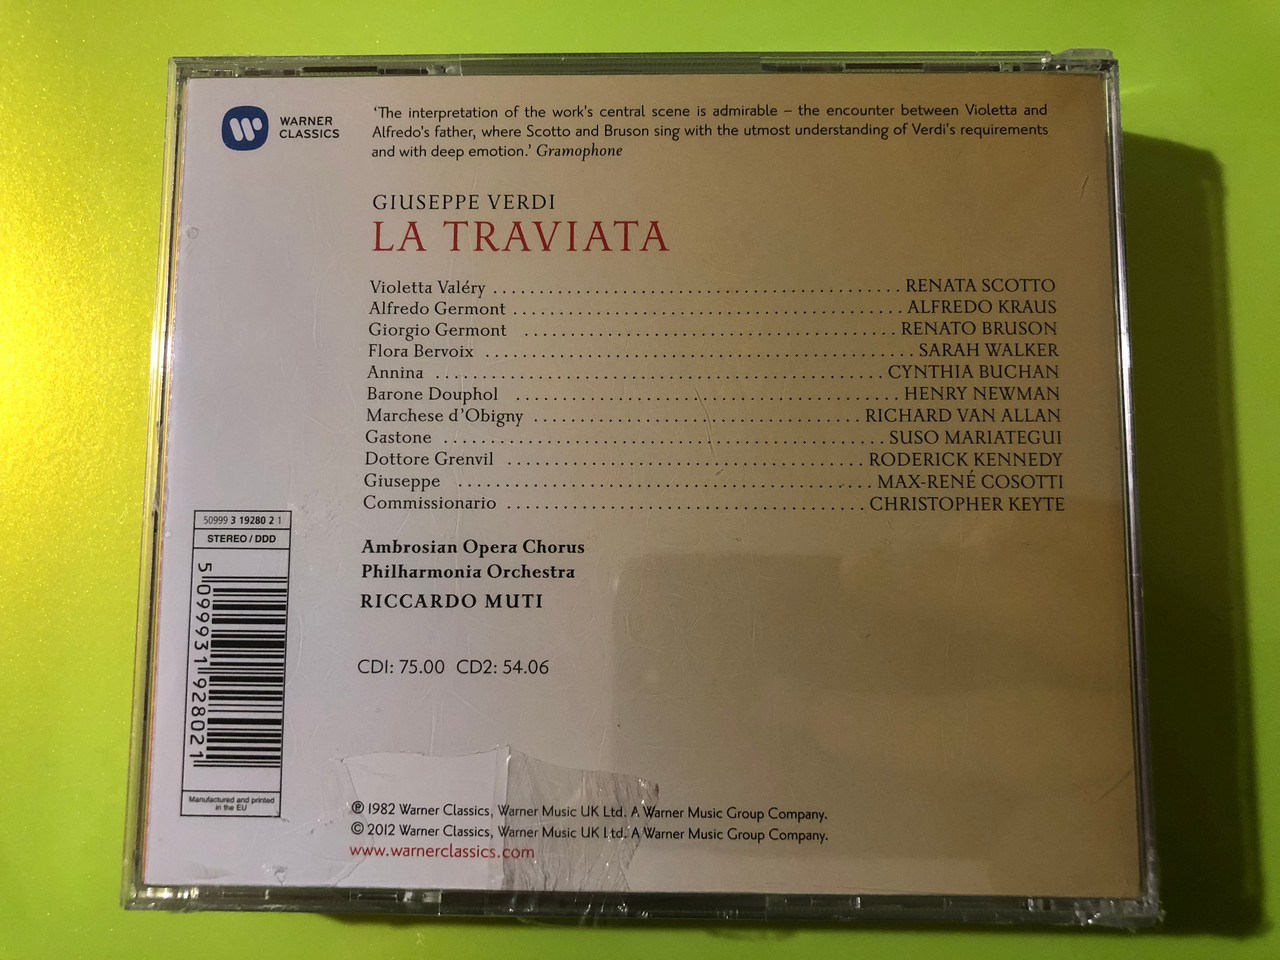 WARNER
CLASSICS
'The interpretation of the work's central scene is admirable – the encounter between Violetta and
Alfredo's father, where Scotto and Bruson sing with the utmost understanding of Verdi's requirements
and with deep emotion.' Gramophone
GIUSEPPE VERDI
LA TRAVIATA
Violetta Valéry ........................................ RENATA SCOTTO
Alfredo Germont ........................................ ALFREDO KRAUS
Giorgio Germont ........................................ RENATO BRUSON
Flora Bervoix ........................................ SARAH WALKER
Annina ........................................ CYNTHIA BUCHAN
Barone Douphol ........................................ HENRY NEWMAN
Marchese d'Obigny ........................................ RICHARD VAN ALLAN
Gastone ........................................ SUSO MARIATEGUI
Dottore Grenvil ........................................ RODERICK KENNEDY
Giuseppe ........................................ MAX-RENÉ COSOTTI
Commissionario ........................................ CHRISTOPHER KEYTE
Ambrosian Opera Chorus
Philharmonia Orchestra
RICCARDO MUTI
CD1: 75.00 CD2: 54.06
50999 3 19280 2 1
STEREO / DDD
5 099931 928021
Manufactured and printed
in the EU
℗ 1982 Warner Classics, Warner Music UK Ltd. A Warner Music Group Company.
© 2012 Warner Classics, Warner Music UK Ltd. A Warner Music Group Company.
www.warnerclassics.com